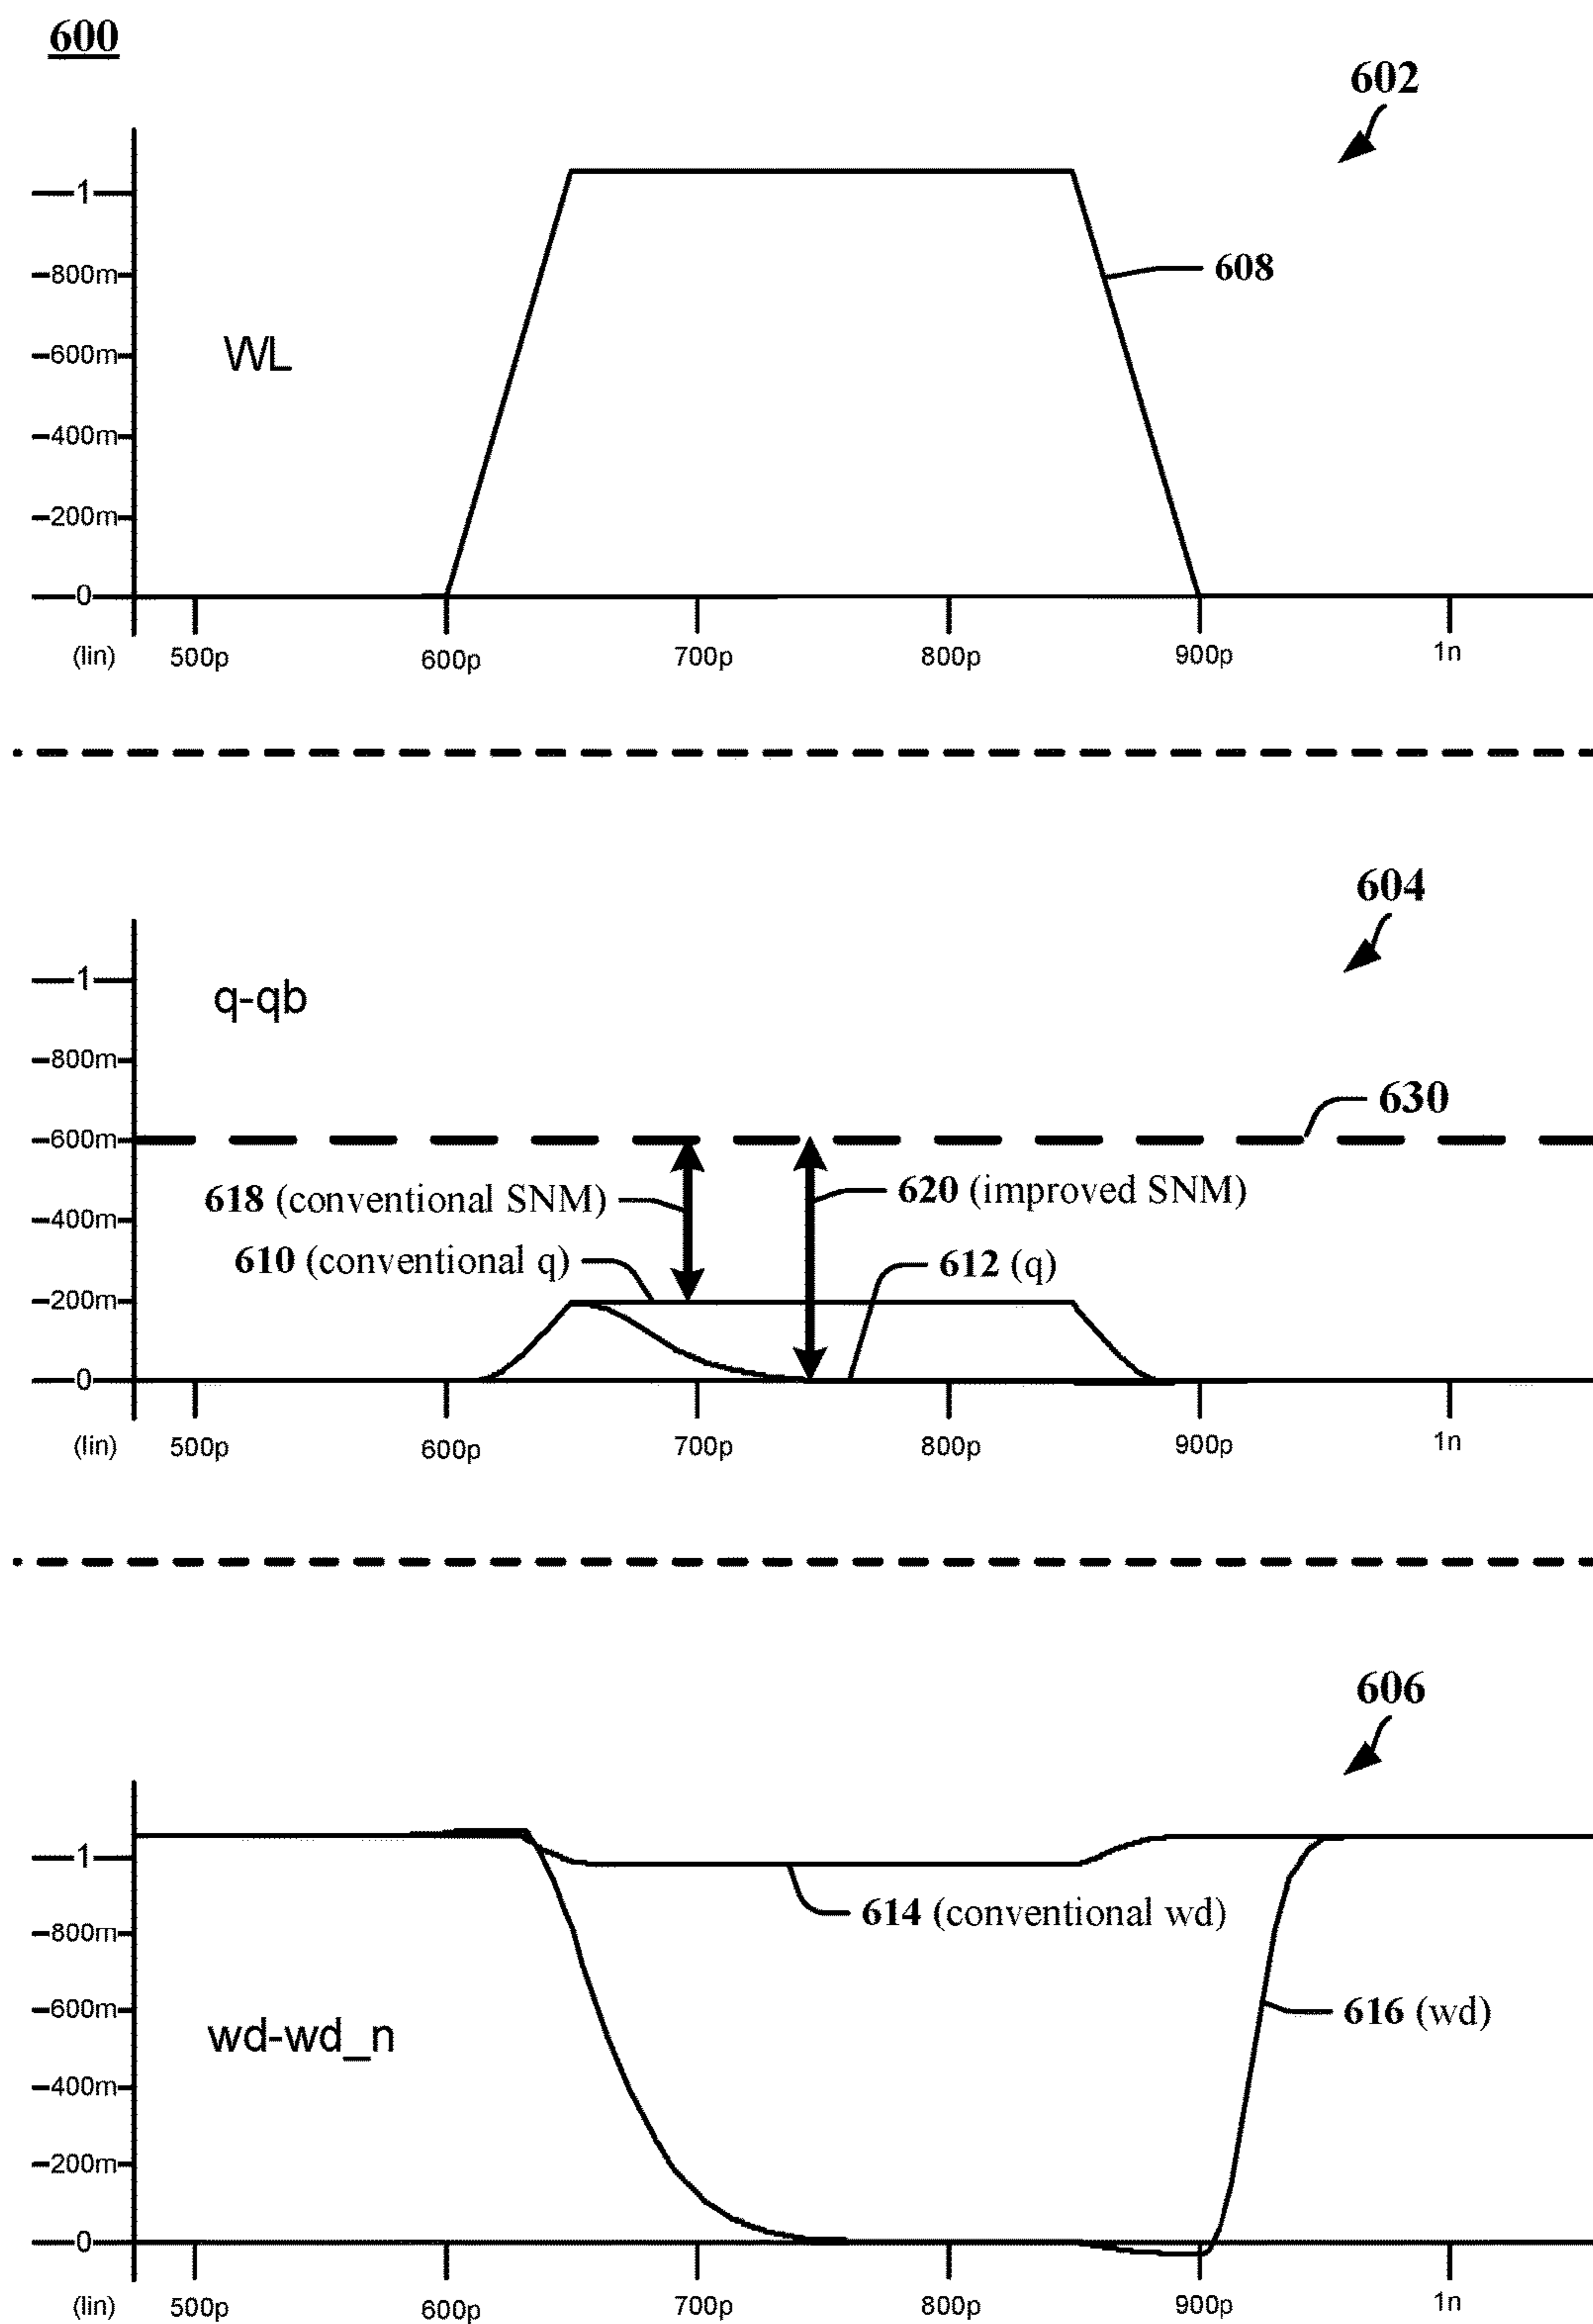 600
602
1
800m
608
600m
WL
400m
200m
0
(lin) 500p 600p 700p 800p 900p 1n
604
1
q-qb
800m
630
600m
618 (conventional SNM) 620 (improved SNM)
400m
610 (conventional q) 612 (q)
200m
0
(lin) 500p 600p 700p 800p 900p 1n
606
1
614 (conventional wd)
800m
600m
616 (wd)
wd-wd_n
400m
200m
0
(lin) 500p 600p 700p 800p 900p 1n